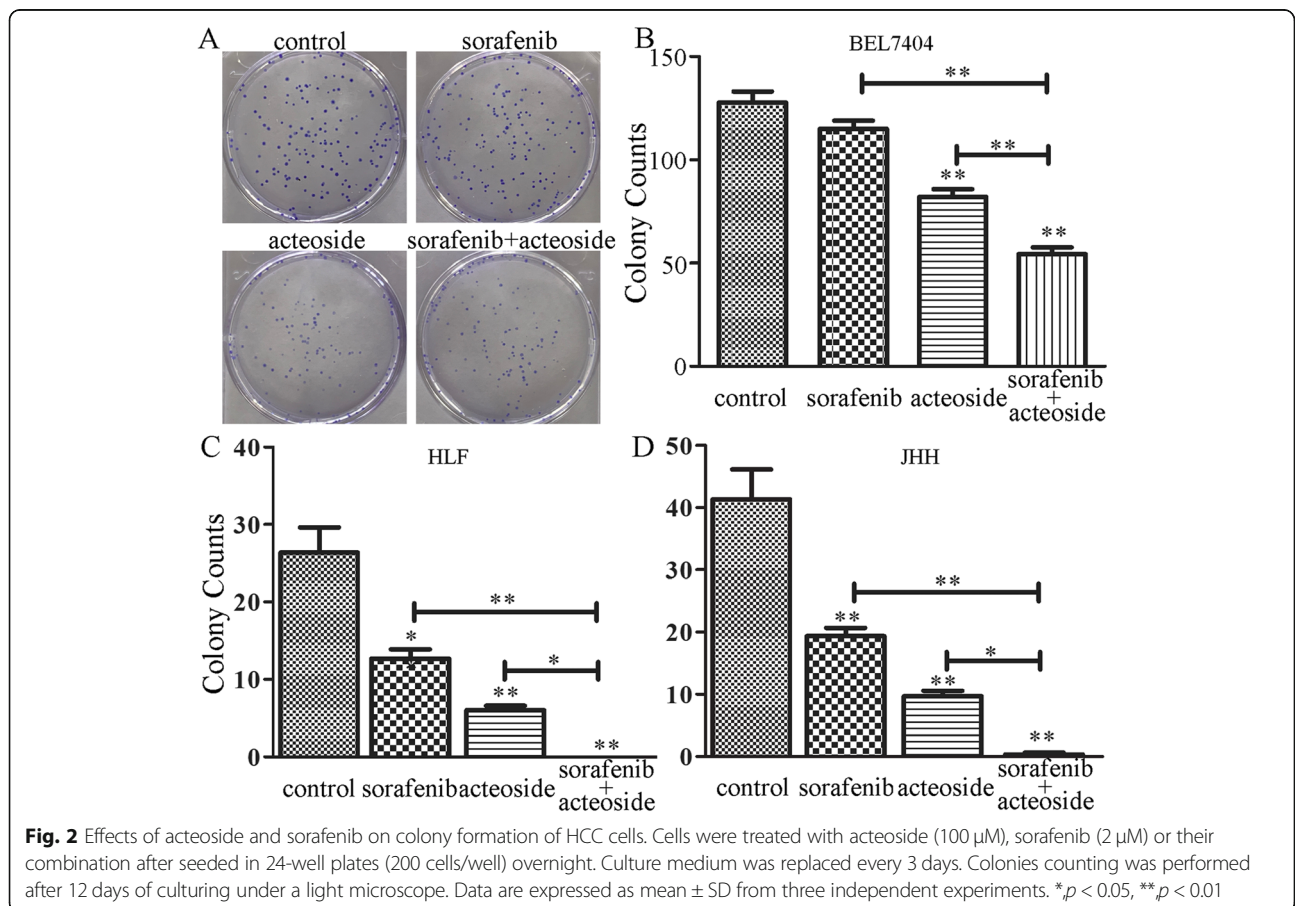 A
control
sorafenib
acteoside
sorafenib+acteoside
B
BEL7404
Colony Counts
150
100
50
0
**
**
**
**
control
sorafenib
acteoside
sorafenib
+
acteoside
C
HLF
Colony Counts
40
30
20
10
0
**
*
*
**
**
control
sorafenib
acteoside
sorafenib
+
acteoside
D
JHH
50
40
30
20
10
0
**
**
*
**
**
control
sorafenib
acteoside
sorafenib
+
acteoside
Fig. 2 Effects of acteoside and sorafenib on colony formation of HCC cells. Cells were treated with acteoside (100 μM), sorafenib (2 μM) or their
combination after seeded in 24-well plates (200 cells/well) overnight. Culture medium was replaced every 3 days. Colonies counting was performed
after 12 days of culturing under a light microscope. Data are expressed as mean ± SD from three independent experiments. *,p < 0.05, **,p < 0.01